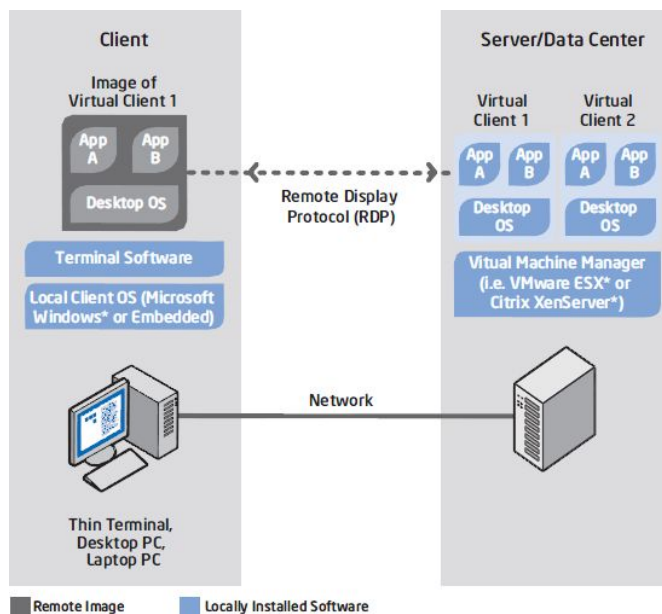 Client
Image of
Virtual Client 1
App
A
App
B
Desktop OS
Terminal Software
Local Client OS (Microsoft
Windows* or Embedded)
Thin Terminal,
Desktop PC,
Laptop PC
Remote Display
Protocol (RDP)
Network
Server/Data Center
Virtual
Client 1
Virtual
Client 2
App
A
App
B
App
A
App
B
Desktop
OS
Desktop
OS
Vitual Machine Manager
(i.e. VMware ESX* or
Citrix XenServer*)
Remote Image
Locally Installed Software